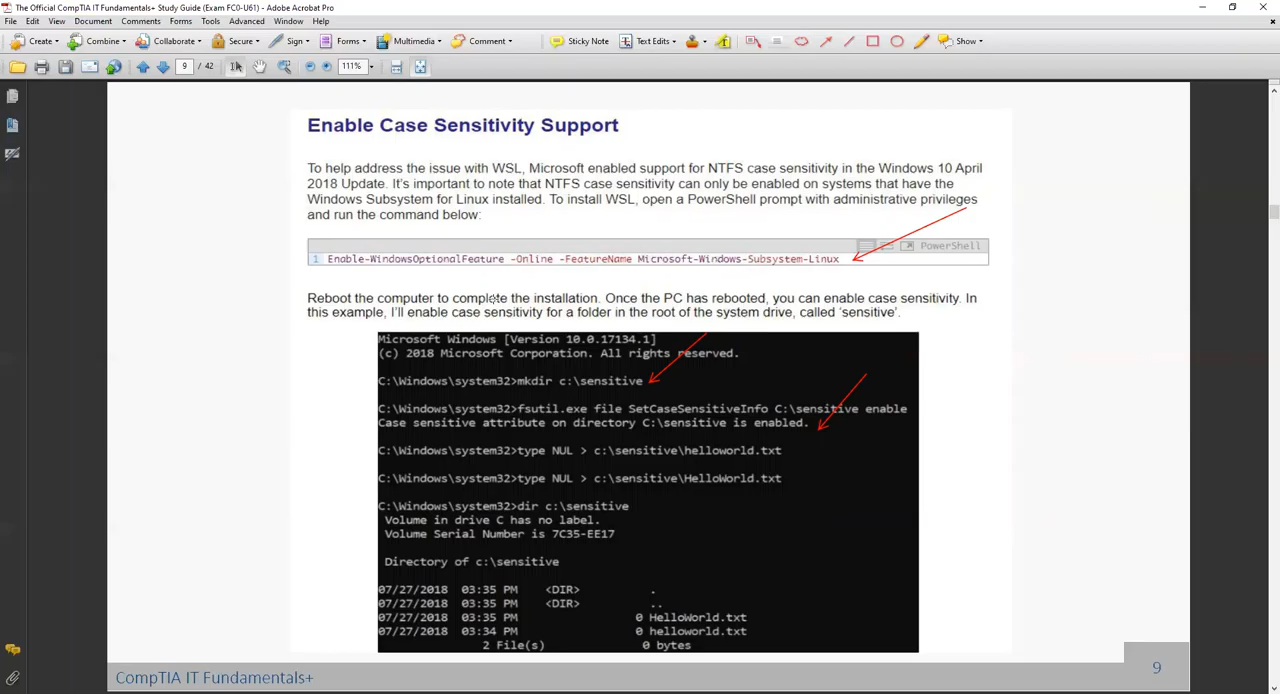 The Official CompTIA IT Fundamentals+ Study Guide (Exam FC0-U61) - Adobe Acrobat Pro
File Edit View Document Comments Forms Tools Advanced Window Help
Create Combine Collaborate Secure Sign Forms Multimedia Comment Sticky Note Text Edits Show
9 / 42 111%
Enable Case Sensitivity Support
To help address the issue with WSL, Microsoft enabled support for NTFS case sensitivity in the Windows 10 April
2018 Update. It's important to note that NTFS case sensitivity can only be enabled on systems that have the
Windows Subsystem for Linux installed. To install WSL, open a PowerShell prompt with administrative privileges
and run the command below:
PowerShell
1 Enable-WindowsOptionalFeature -Online -FeatureName Microsoft-Windows-Subsystem-Linux
Reboot the computer to complete the installation. Once the PC has rebooted, you can enable case sensitivity. In
this example, I'll enable case sensitivity for a folder in the root of the system drive, called 'sensitive'.
Microsoft Windows [Version 10.0.17134.1]
(c) 2018 Microsoft Corporation. All rights reserved.
C:\Windows\system32>mkdir c:\sensitive
C:\Windows\system32>fsutil.exe file SetCaseSensitiveInfo C:\sensitive enable
Case sensitive attribute on directory C:\sensitive is enabled.
C:\Windows\system32>type NUL > c:\sensitive\helloworld.txt
C:\Windows\system32>type NUL > c:\sensitive\HelloWorld.txt
C:\Windows\system32>dir c:\sensitive
Volume in drive C has no label.
Volume Serial Number is 7C35-EE17
Directory of c:\sensitive
07/27/2018 03:35 PM <DIR> .
07/27/2018 03:35 PM <DIR> ..
07/27/2018 03:35 PM 0 HelloWorld.txt
07/27/2018 03:34 PM 0 helloworld.txt
2 File(s) 0 bytes
CompTIA IT Fundamentals+
9